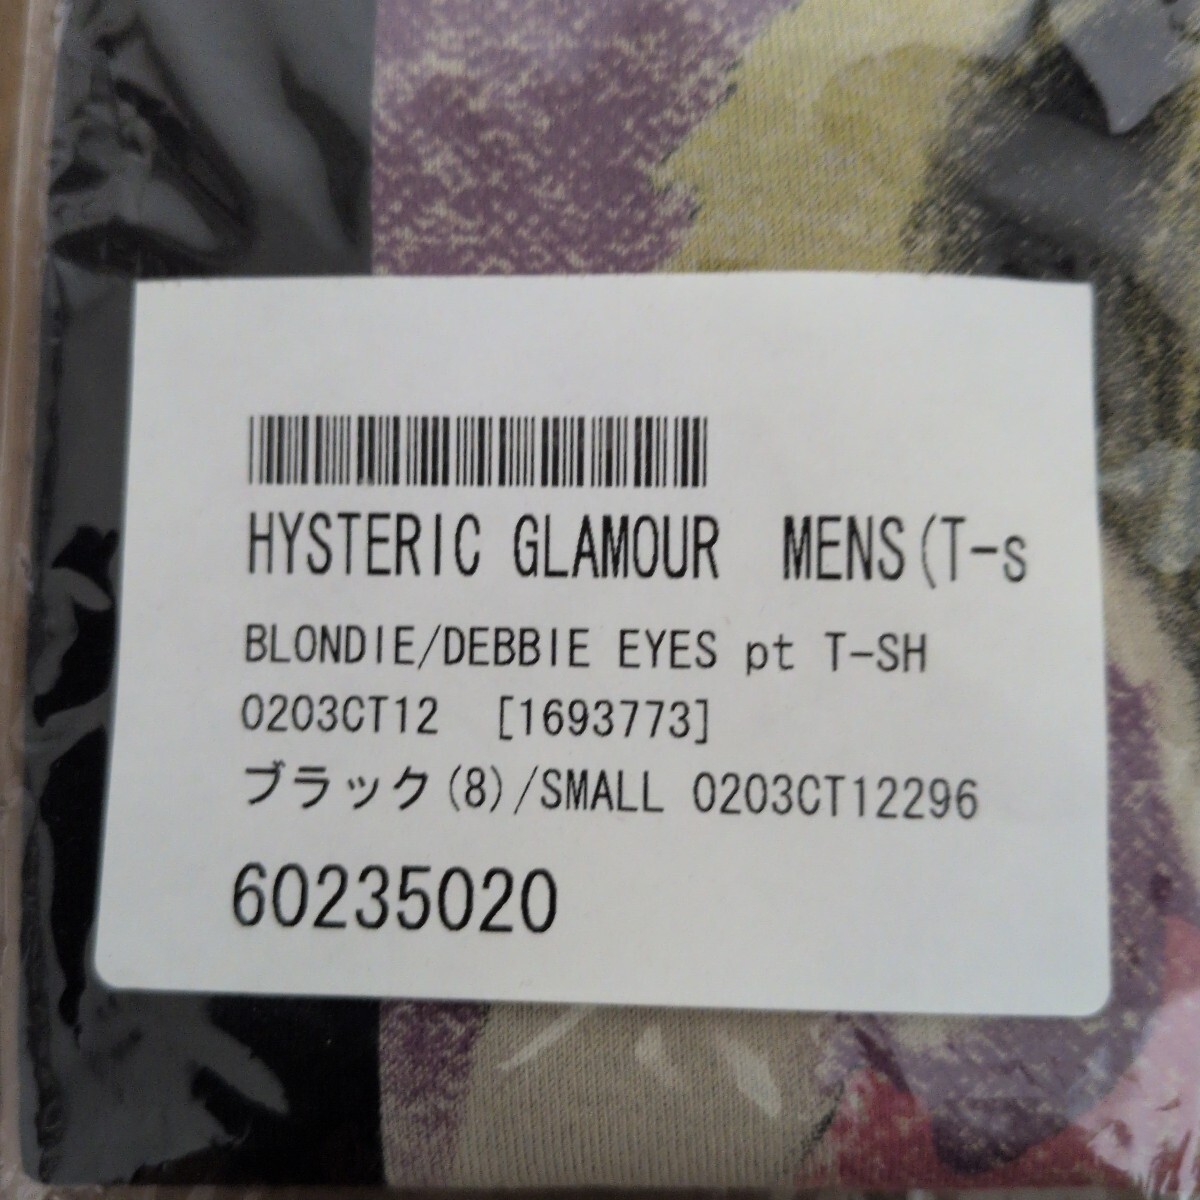 HYSTERIC GLAMOUR　MENS(T-s
BLONDIE/DEBBIE EYES pt T-SH
0203CT12　[1693773]
ブラック(8)/SMALL 0203CT12296
60235020